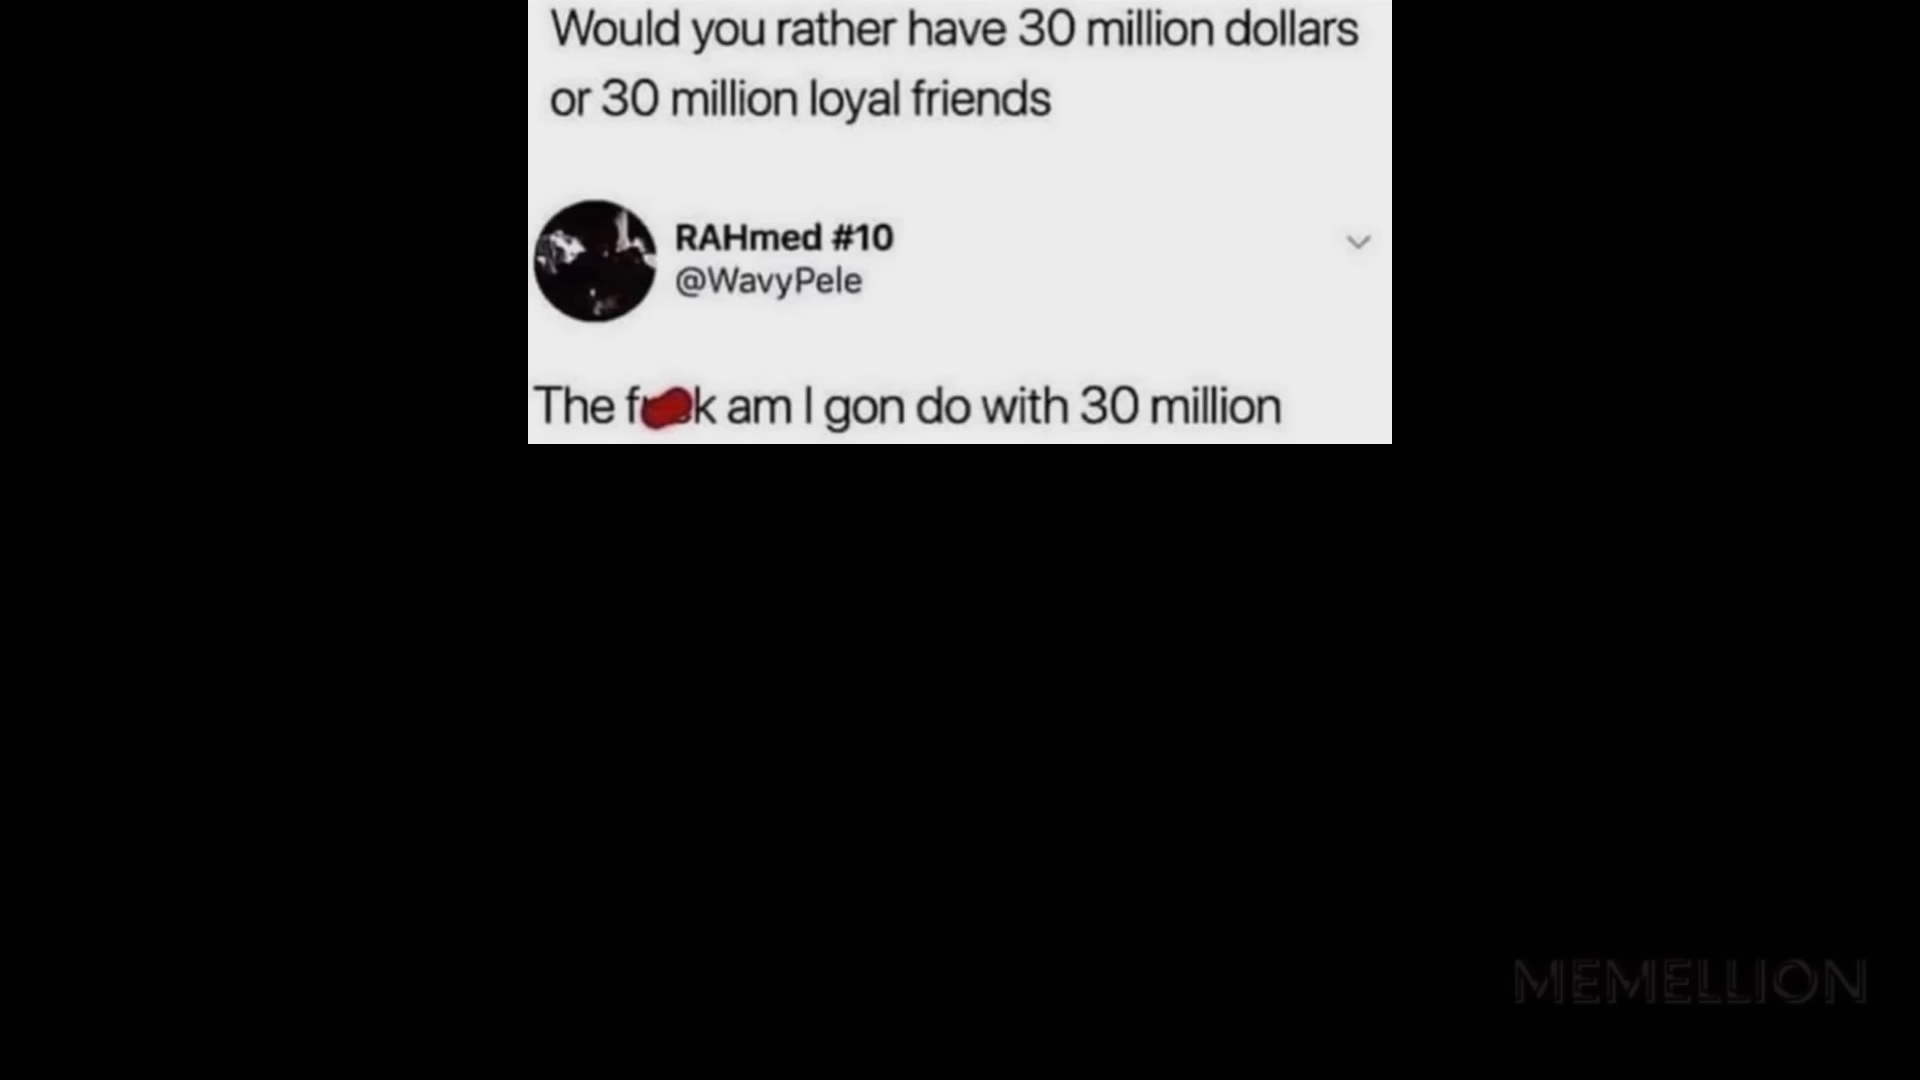 Would you rather have 30 million dollars
or 30 million loyal friends
RAHmed #10
@WavyPele
The f k am I gon do with 30 million
MEMELLION